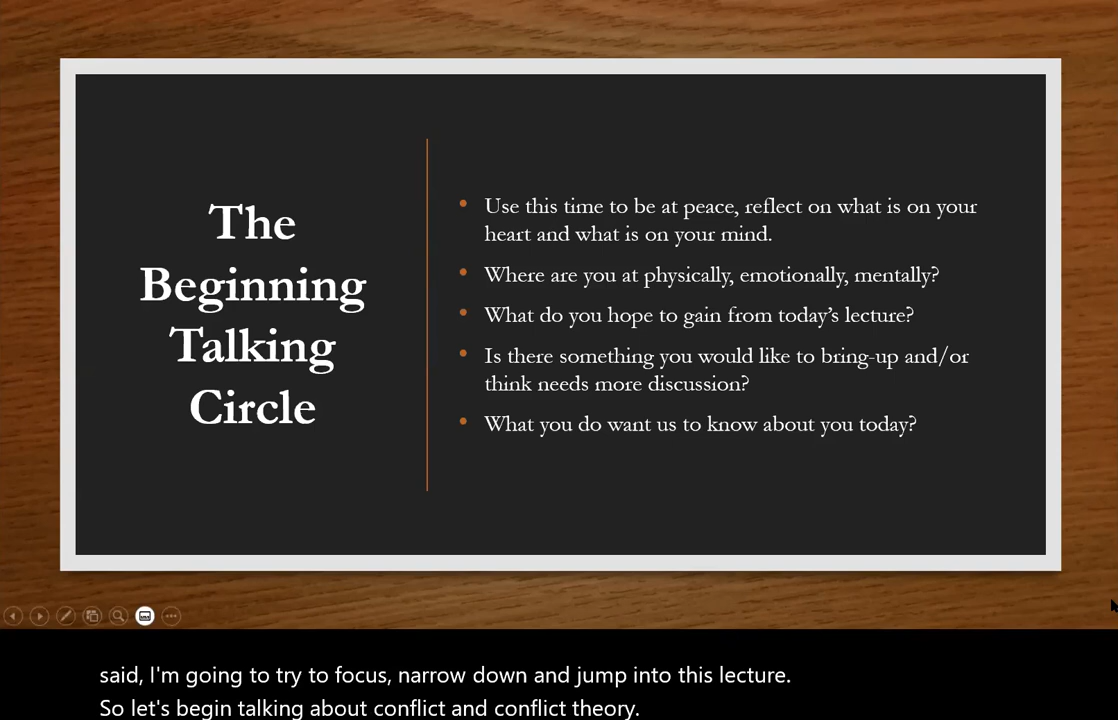 The
Beginning
Talking
Circle
Use this time to be at peace, reflect on what is on your
heart and what is on your mind.
Where are you at physically, emotionally, mentally?
What do you hope to gain from today’s lecture?
Is there something you would like to bring-up and/or
think needs more discussion?
What you do want us to know about you today?
said, I'm going to try to focus, narrow down and jump into this lecture.
So let's begin talking about conflict and conflict theory.